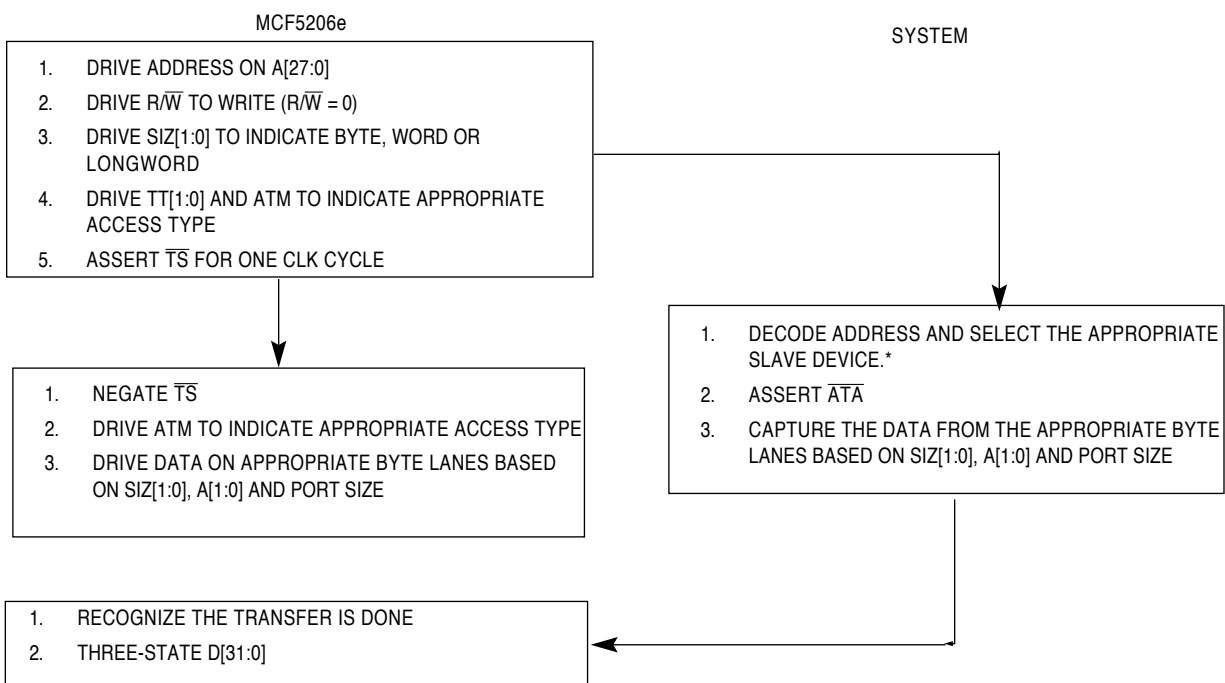 MCF5206e
SYSTEM
1. DRIVE ADDRESS ON A[27:0]
2. DRIVE R/W̅ TO WRITE (R/W̅ = 0)
3. DRIVE SIZ[1:0] TO INDICATE BYTE, WORD OR
LONGWORD
4. DRIVE TT[1:0] AND ATM TO INDICATE APPROPRIATE
ACCESS TYPE
5. ASSERT T̅S̅ FOR ONE CLK CYCLE
1. DECODE ADDRESS AND SELECT THE APPROPRIATE
SLAVE DEVICE.*
2. ASSERT A̅T̅A̅
3. CAPTURE THE DATA FROM THE APPROPRIATE BYTE
LANES BASED ON SIZ[1:0], A[1:0] AND PORT SIZE
1. NEGATE T̅S̅
2. DRIVE ATM TO INDICATE APPROPRIATE ACCESS TYPE
3. DRIVE DATA ON APPROPRIATE BYTE LANES BASED
ON SIZ[1:0], A[1:0] AND PORT SIZE
1. RECOGNIZE THE TRANSFER IS DONE
2. THREE-STATE D[31:0]